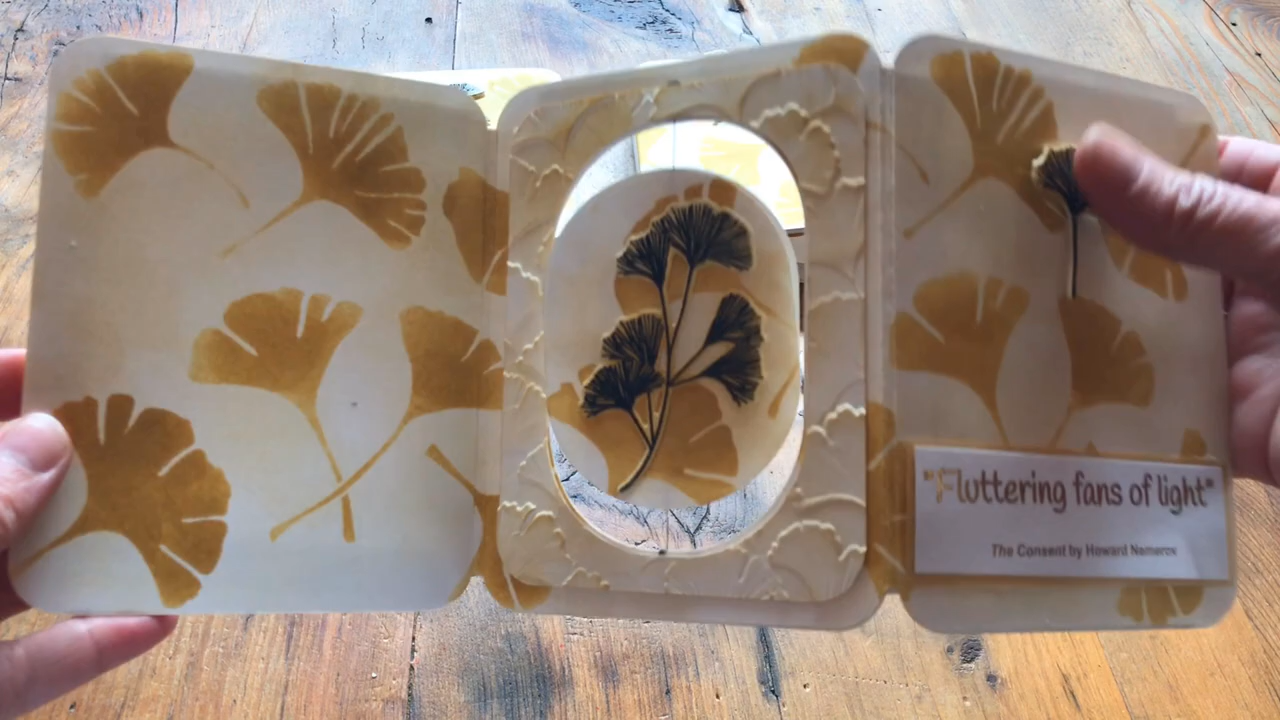 "Fluttering fans of light"
The Consent by Howard Nemerov